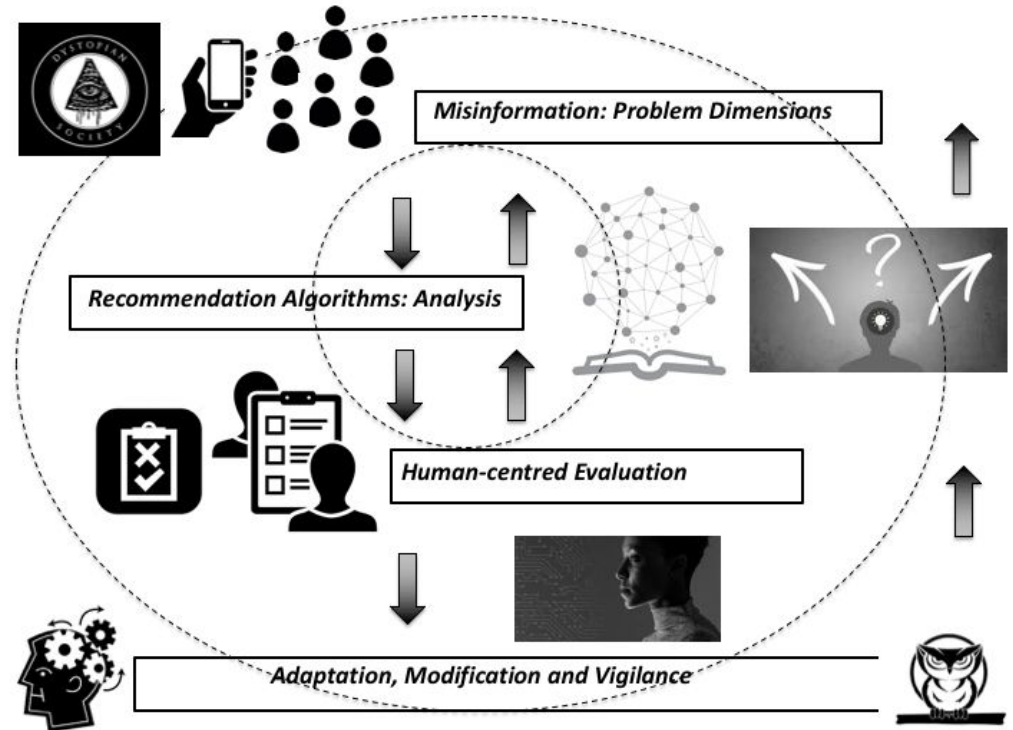 DYSTOPIAN
SOCIETY
Misinformation: Problem Dimensions
?
Recommendation Algorithms: Analysis
Human-centred Evaluation
Adaptation, Modification and Vigilance